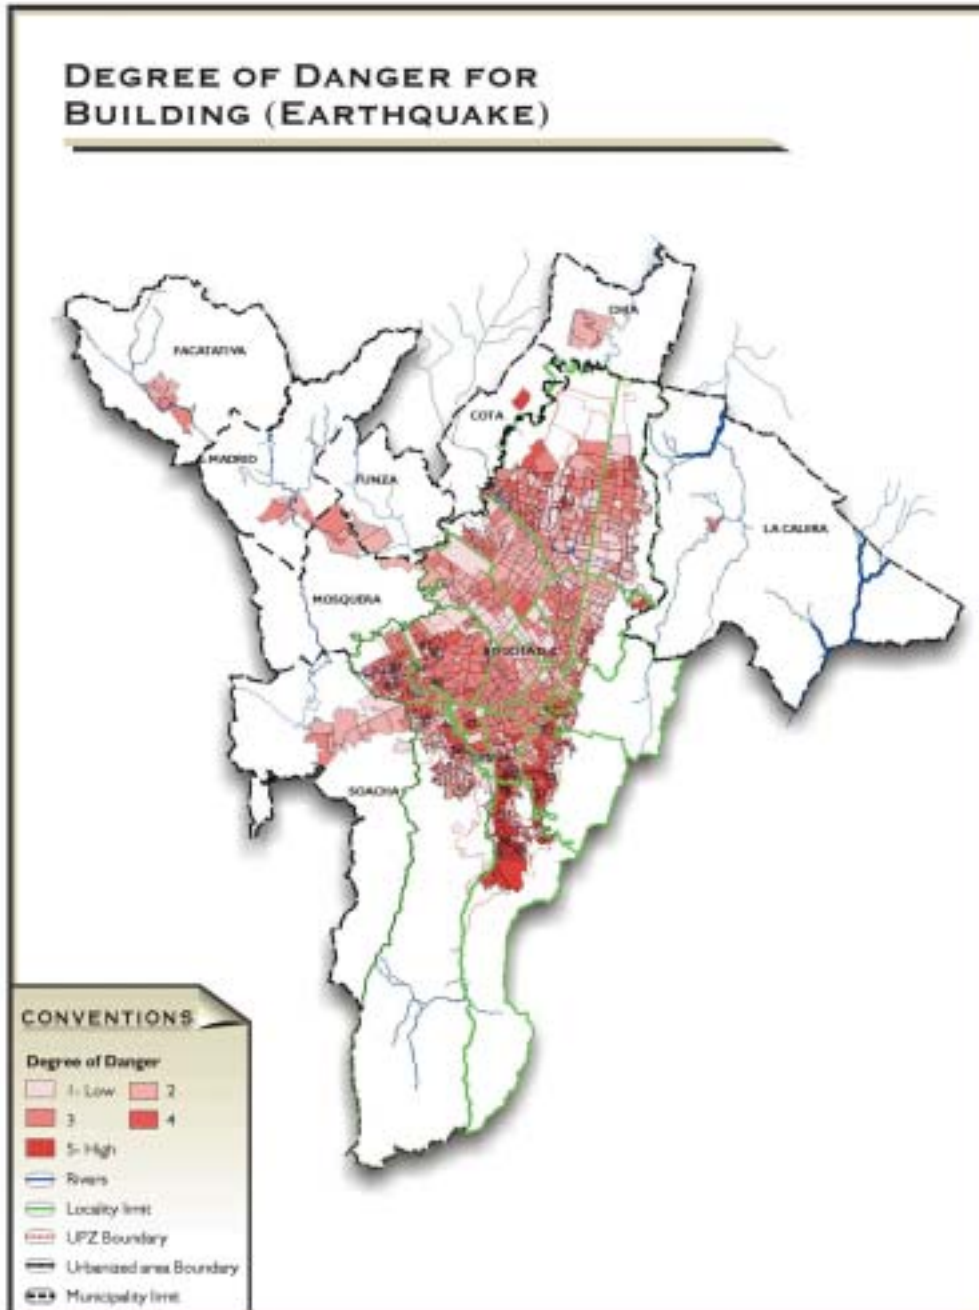 DEGREE OF DANGER FOR
BUILDING (EARTHQUAKE)
CHIA
FACATATIVA
COTA
MADRID
FUNZA
LA CALERA
MOSQUERA
BOGOTA D.C.
SOACHA
CONVENTIONS
Degree of Danger
1- Low 2
3 4
5- High
Rivers
Locality limit
UPZ Boundary
Urbanized area Boundary
Municipality limit